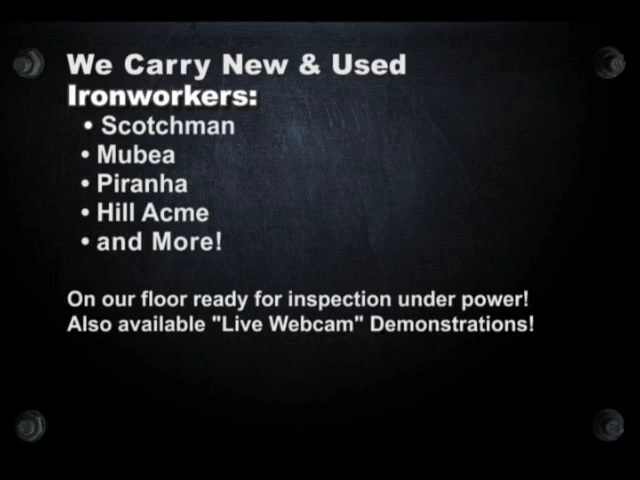 We Carry New & Used
Ironworkers:
• Scotchman
• Mubea
• Piranha
• Hill Acme
• and More!
On our floor ready for inspection under power!
Also available "Live Webcam" Demonstrations!